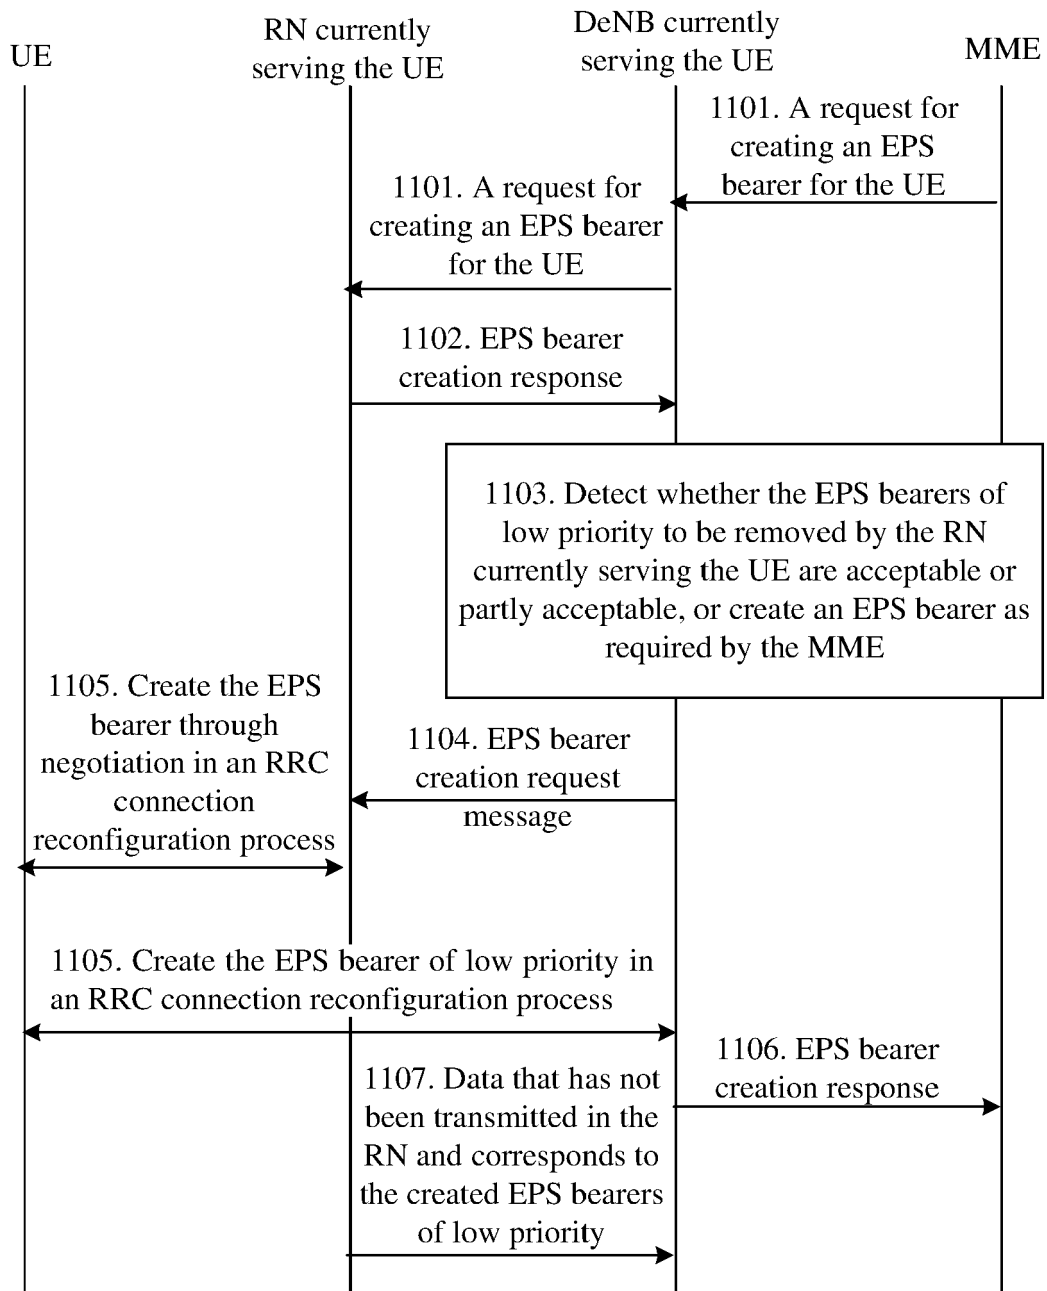 UE
RN currently
serving the UE
DeNB currently
serving the UE
MME
1101. A request for
creating an EPS
bearer for the UE
1101. A request for
creating an EPS bearer
for the UE
1102. EPS bearer
creation response
1103. Detect whether the EPS bearers of
low priority to be removed by the RN
currently serving the UE are acceptable or
partly acceptable, or create an EPS bearer as
required by the MME
1105. Create the EPS
bearer through
negotiation in an RRC
connection
reconfiguration process
1104. EPS bearer
creation request
message
1105. Create the EPS bearer of low priority in
an RRC connection reconfiguration process
1106. EPS bearer
creation response
1107. Data that has not
been transmitted in the
RN and corresponds to
the created EPS bearers
of low priority